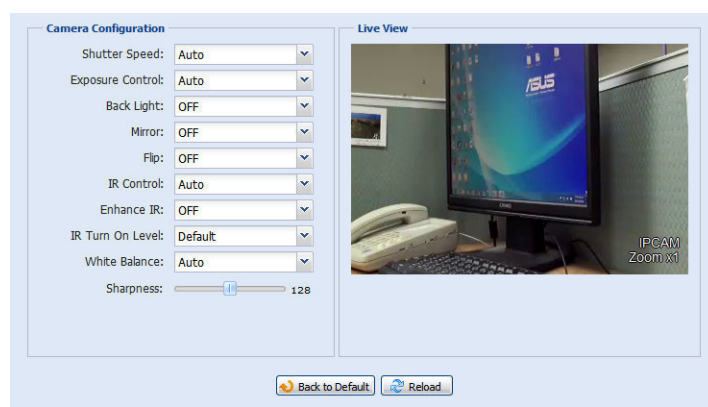 Camera Configuration
Shutter Speed: Auto
Exposure Control: Auto
Back Light: OFF
Mirror: OFF
Flip: OFF
IR Control: Auto
Enhance IR: OFF
IR Turn On Level: Default
White Balance: Auto
Sharpness: 128
Live View
ASUS
IPCAM
Zoom x1
Back to Default
Reload